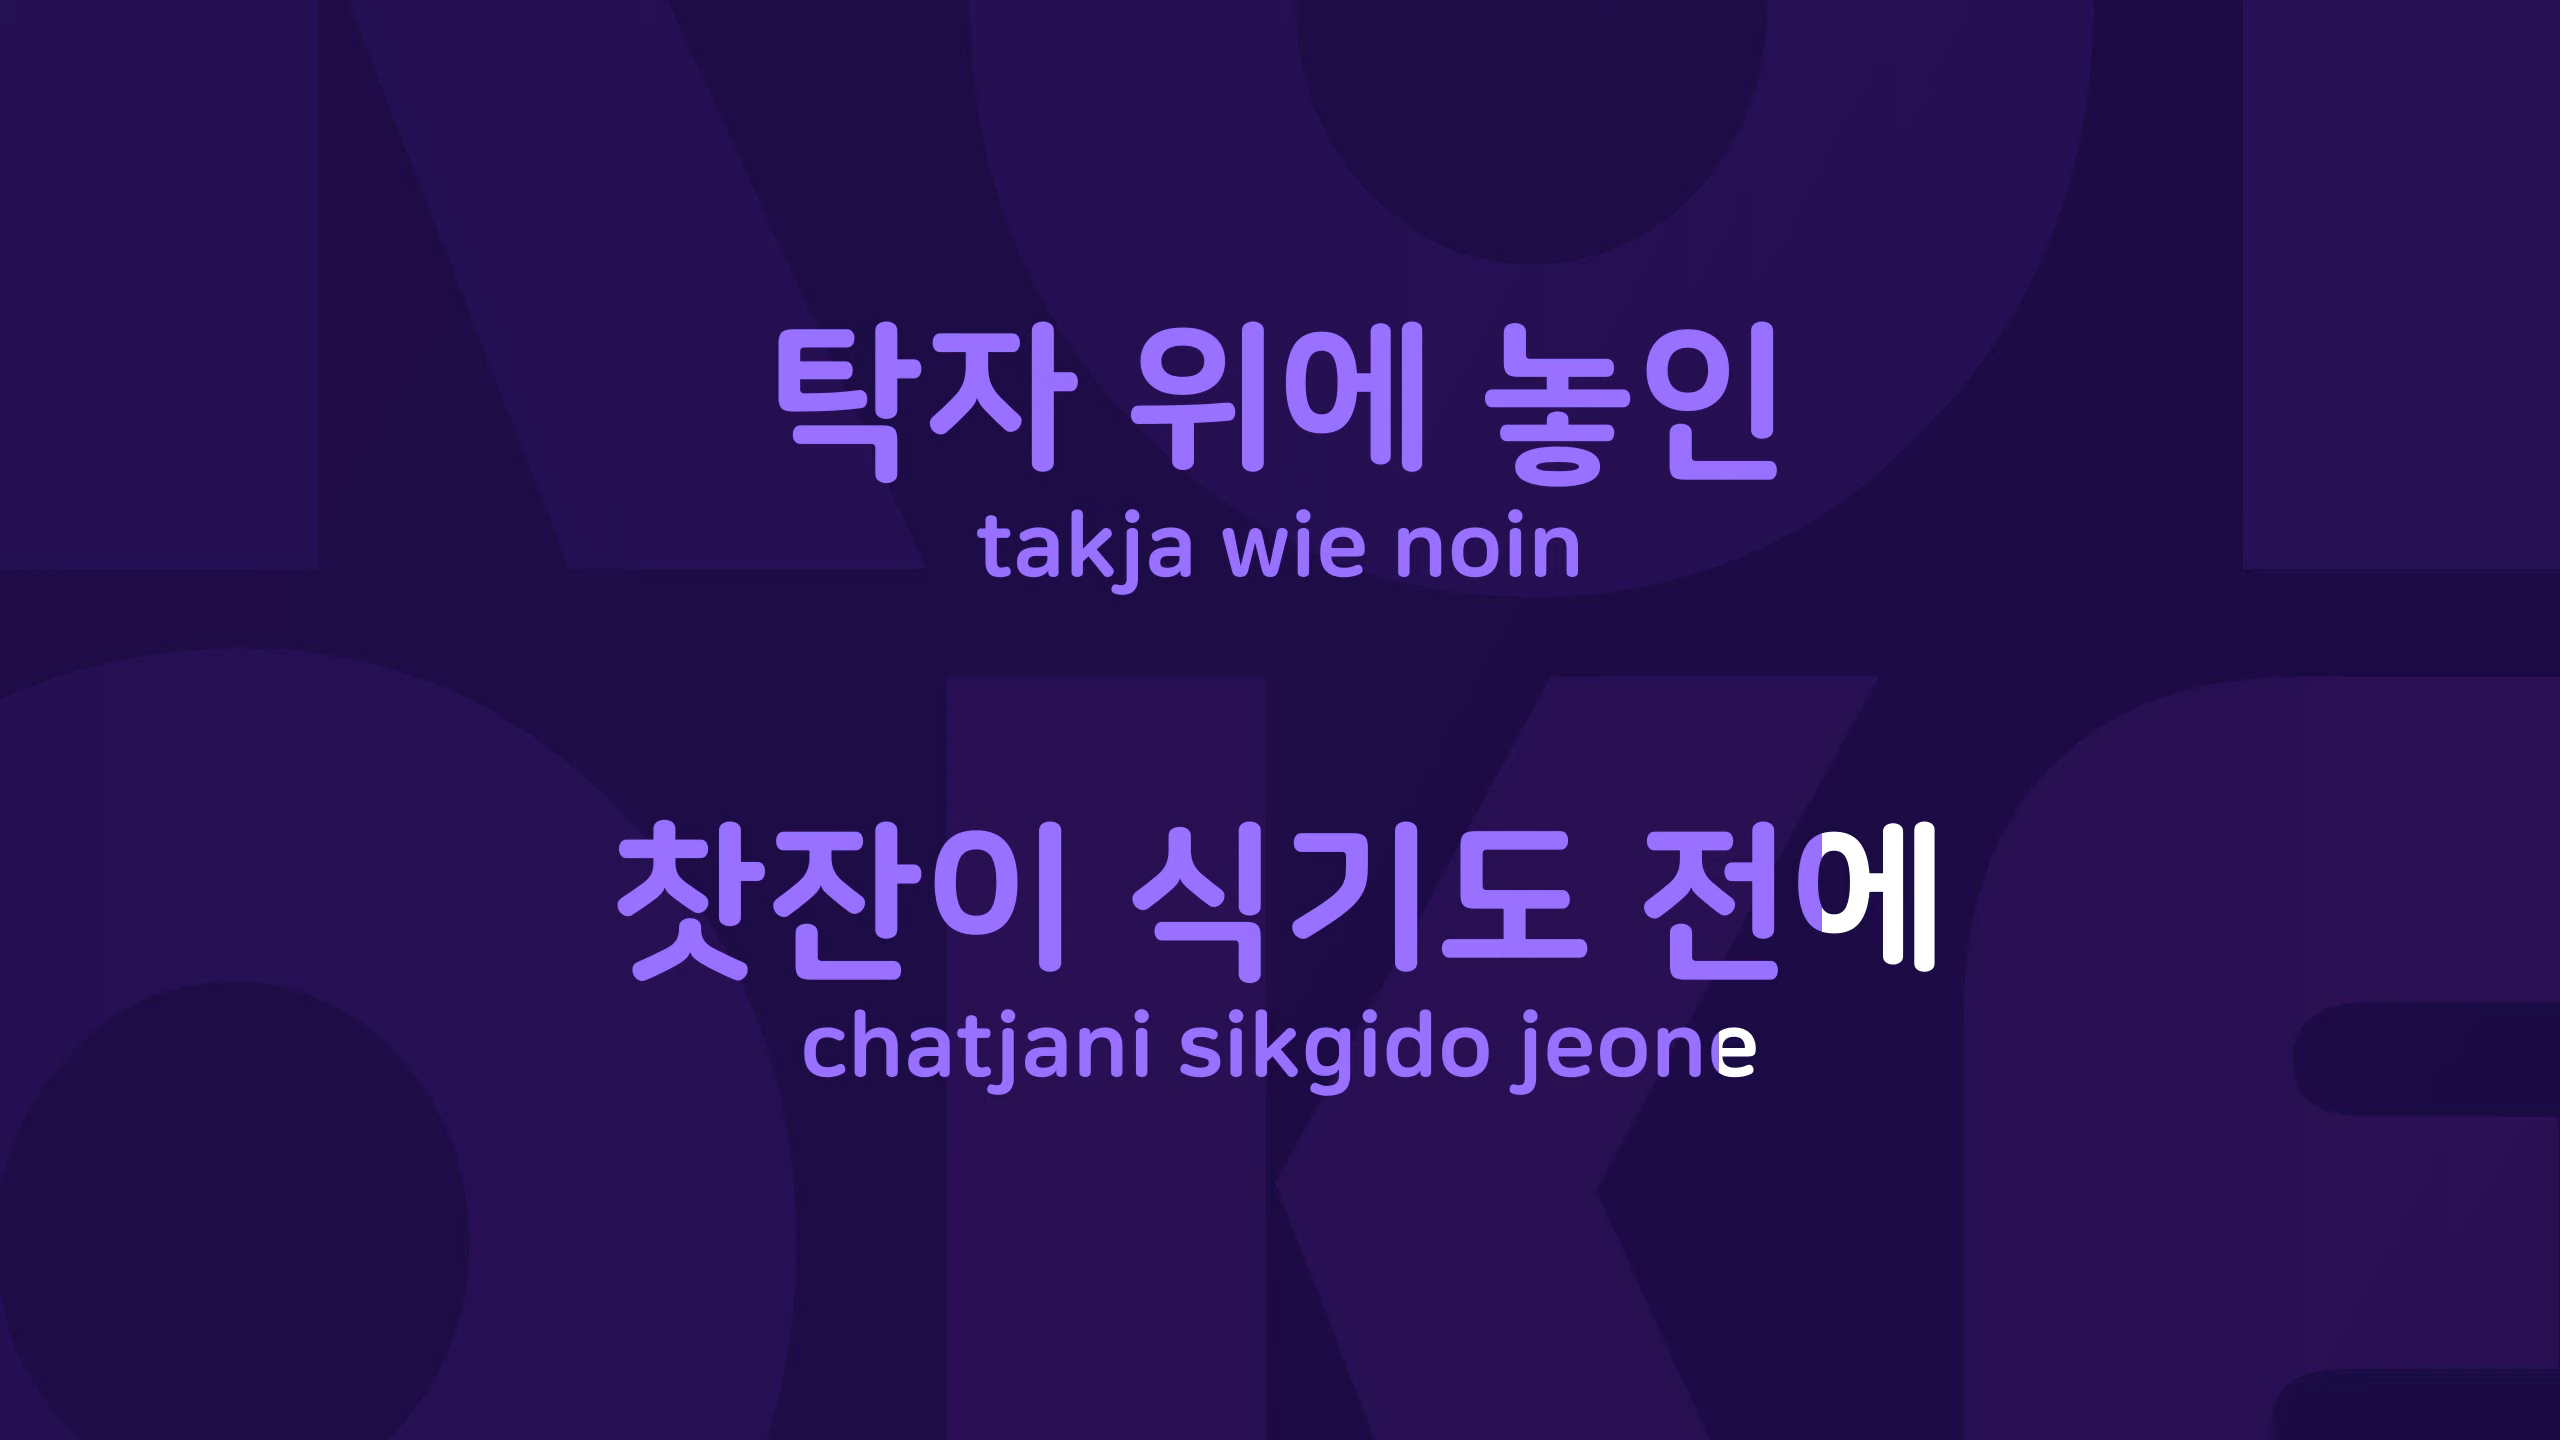 탁자 위에 놓인
takja wie noin
찻잔이 식기도 전에
chatjani sikgido jeone